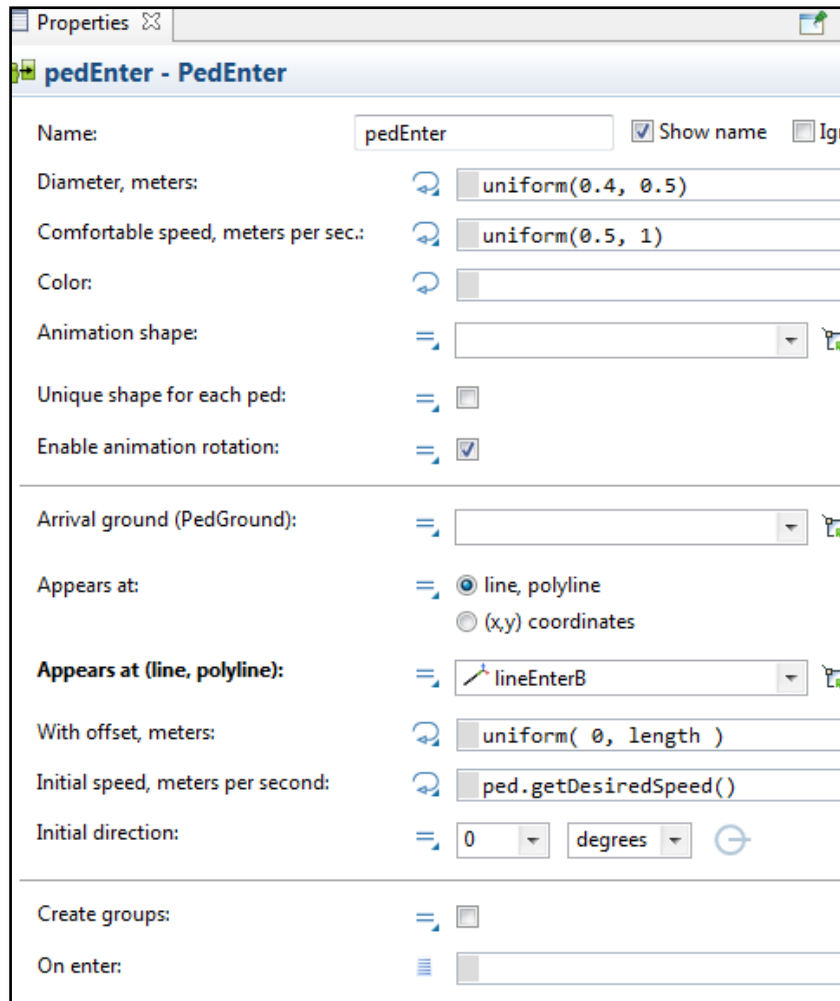 Properties
pedEnter - PedEnter
Name: pedEnter Show name
Diameter, meters: uniform(0.4, 0.5)
Comfortable speed, meters per sec.: uniform(0.5, 1)
Color:
Animation shape:
Unique shape for each ped:
Enable animation rotation:
Arrival ground (PedGround):
Appears at: line, polyline
(x,y) coordinates
Appears at (line, polyline): lineEnterB
With offset, meters: uniform( 0, length )
Initial speed, meters per second: ped.getDesiredSpeed()
Initial direction: 0 degrees
Create groups:
On enter: